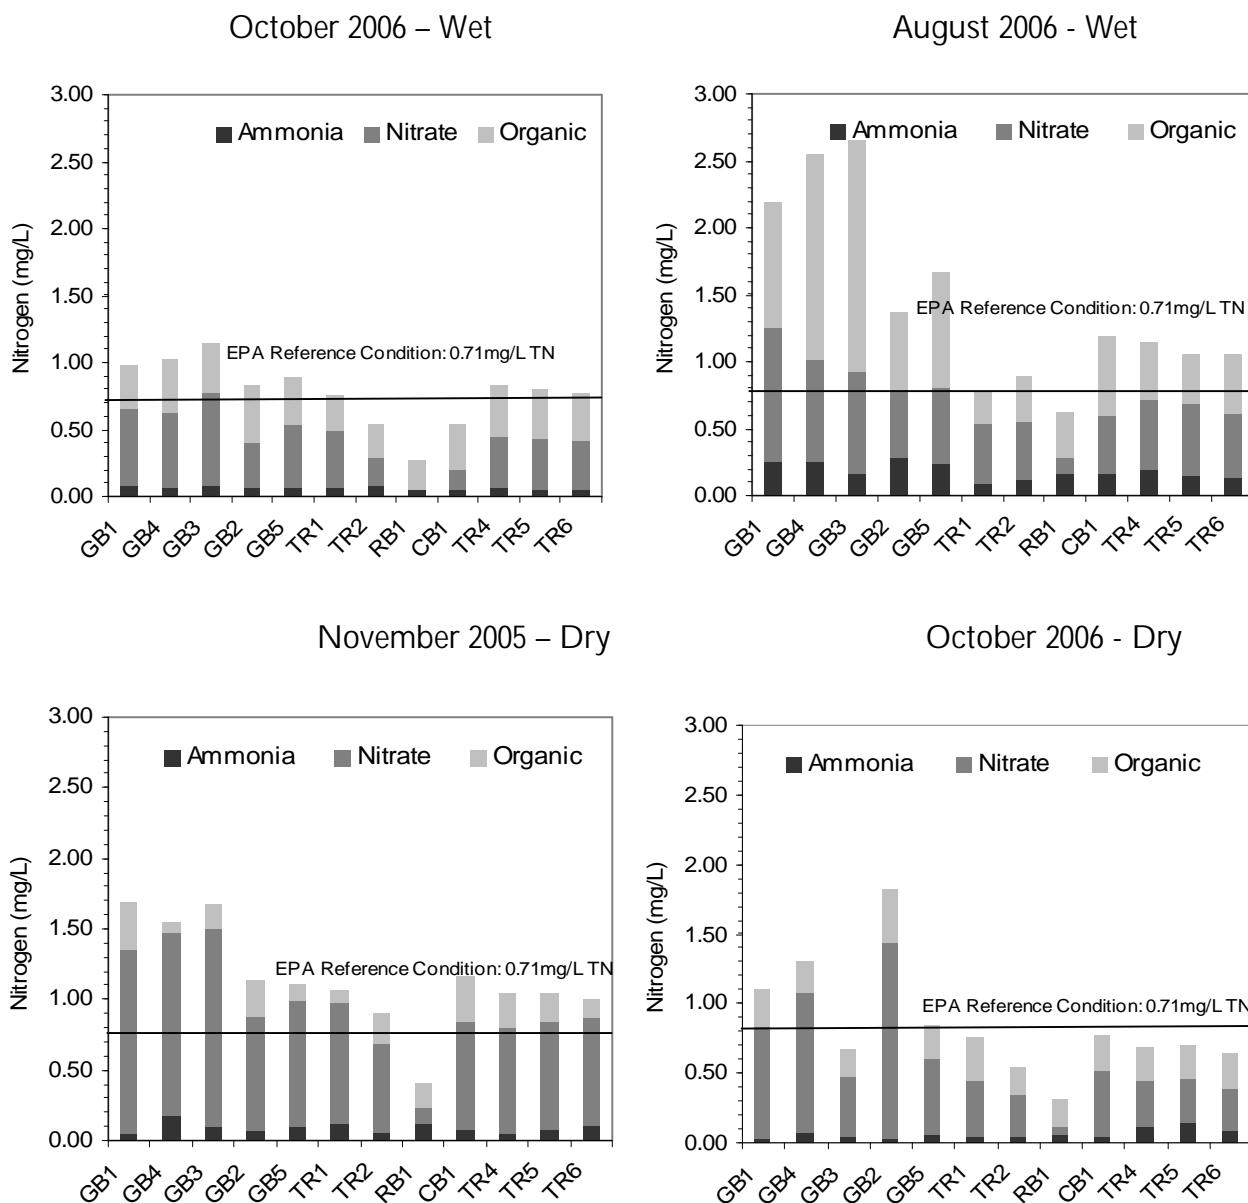 October 2006 – Wet
3.00
2.50
2.00
1.50
1.00
0.50
0.00
Nitrogen (mg/L)
Ammonia Nitrate Organic
EPA Reference Condition: 0.71mg/L TN
GB1 GB4 GB3 GB2 GB5 TR1 TR2 RB1 CB1 TR4 TR5 TR6
August 2006 - Wet
3.00
2.50
2.00
1.50
1.00
0.50
0.00
Nitrogen (mg/L)
Ammonia Nitrate Organic
EPA Reference Condition: 0.71mg/L TN
GB1 GB4 GB3 GB2 GB5 TR1 TR2 RB1 CB1 TR4 TR5 TR6
November 2005 – Dry
3.00
2.50
2.00
1.50
1.00
0.50
0.00
Nitrogen (mg/L)
Ammonia Nitrate Organic
EPA Reference Condition: 0.71mg/L TN
GB1 GB4 GB3 GB2 GB5 TR1 TR2 RB1 CB1 TR4 TR5 TR6
October 2006 - Dry
3.00
2.50
2.00
1.50
1.00
0.50
0.00
Nitrogen (mg/L)
Ammonia Nitrate Organic
EPA Reference Condition: 0.71mg/L TN
GB1 GB4 GB3 GB2 GB5 TR1 TR2 RB1 CB1 TR4 TR5 TR6